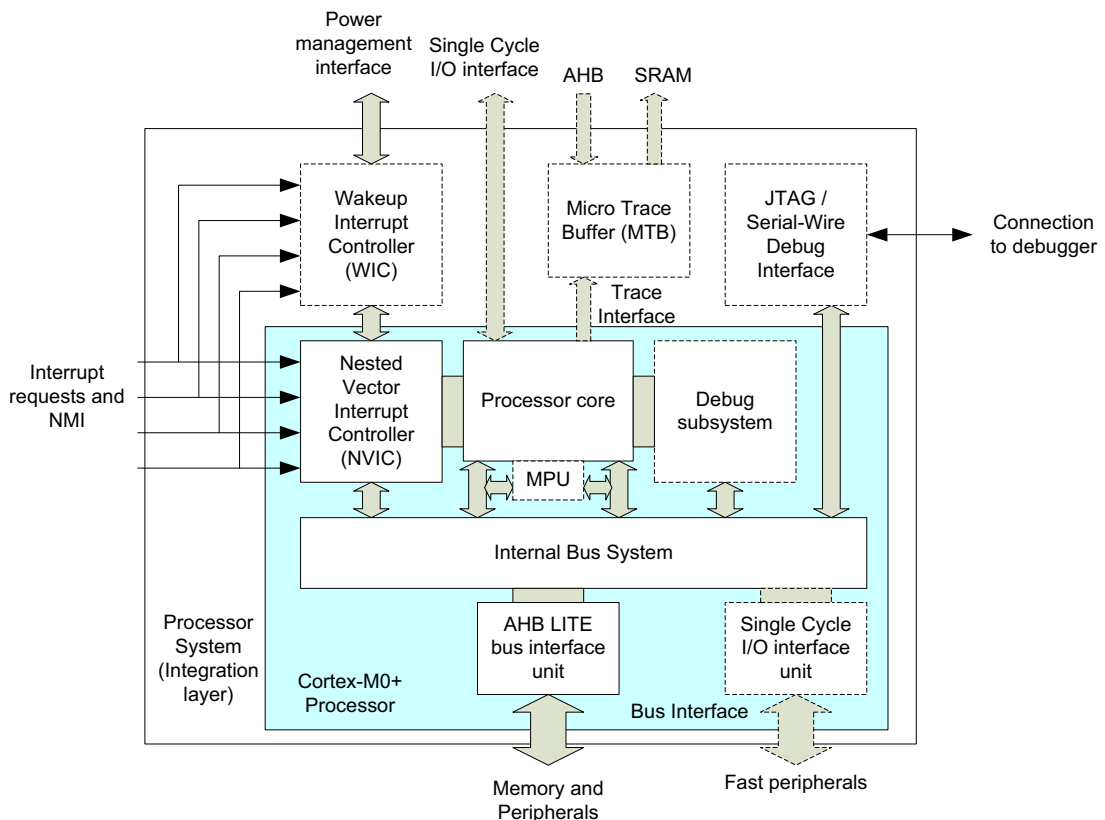 Power
management
interface
Single Cycle
I/O interface
AHB
SRAM
Wakeup
Interrupt
Controller
(WIC)
Micro Trace
Buffer (MTB)
JTAG /
Serial-Wire
Debug
Interface
Connection
to debugger
Trace
Interface
Interrupt
requests and
NMI
Nested
Vector
Interrupt
Controller
(NVIC)
Processor core
Debug
subsystem
MPU
Internal Bus System
Processor
System
(Integration
layer)
Cortex-M0+
Processor
AHB LITE
bus interface
unit
Single Cycle
I/O interface
unit
Bus Interface
Memory and
Peripherals
Fast peripherals